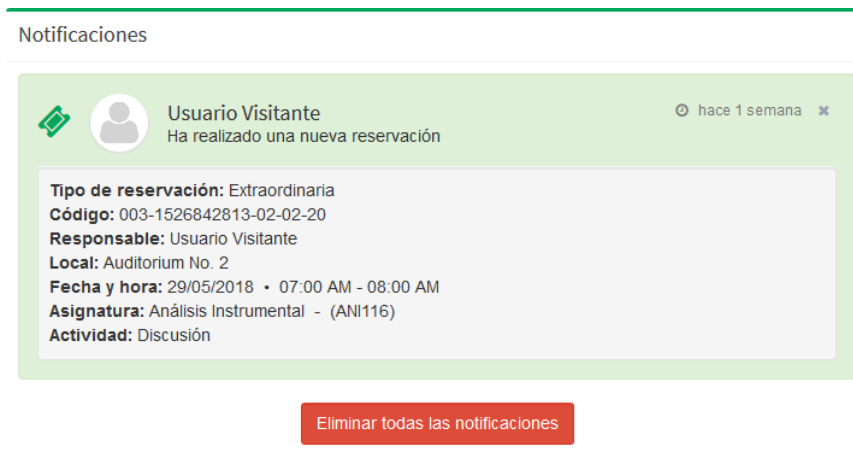 Notificaciones
Usuario Visitante
hace 1 semana
Ha realizado una nueva reservación
Tipo de reservación: Extraordinaria
Código: 003-1526842813-02-02-20
Responsable: Usuario Visitante
Local: Auditorium No. 2
Fecha y hora: 29/05/2018 • 07:00 AM - 08:00 AM
Asignatura: Análisis Instrumental - (ANI116)
Actividad: Discusión
Eliminar todas las notificaciones